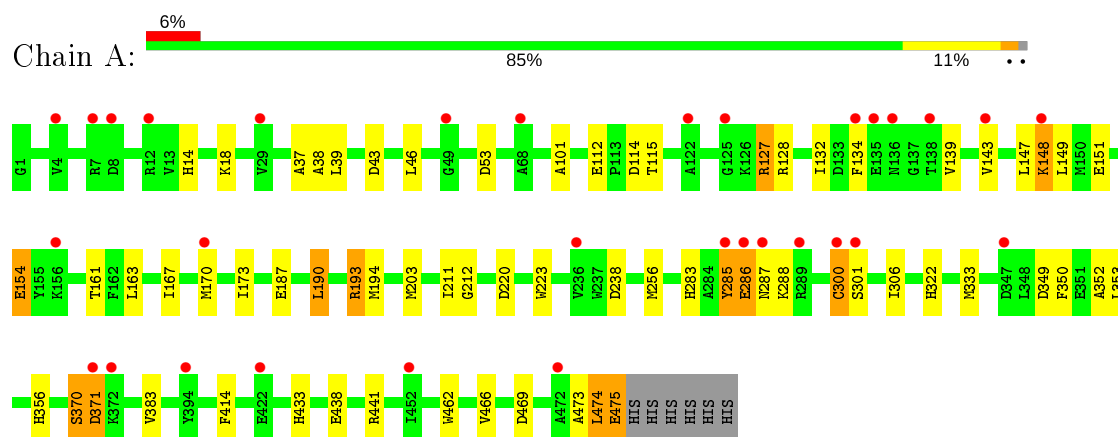 6%
Chain A:
85% 11% • •
G1 V4 R7 D8 R12 V13 H14 K18 V29 A37 A38 L39 D43 L46 G49 D53 A68 A101 E112 P113 D114 T115 A122 G125 K126 R127 R128 I132 D133 F134 E135 N136 G137 T138 V139 V143 L147 K148 L149 M150 E151
E154 Y155 K156 T161 F162 L163 I167 M170 I173 E187 L190 R193 M194 M203 I211 G212 D220 W223 V236 W237 D238 M256 H283 A284 Y285 E286 N287 K288 R289 C300 S301 I306 H322 M333 D347 L348 D349 F350 E351 A352 L353
H356 S370 D371 K372 V383 Y394 F414 E422 H433 E438 R441 I452 W462 V466 D469 A472 A473 L474 E475 HIS HIS HIS HIS HIS HIS